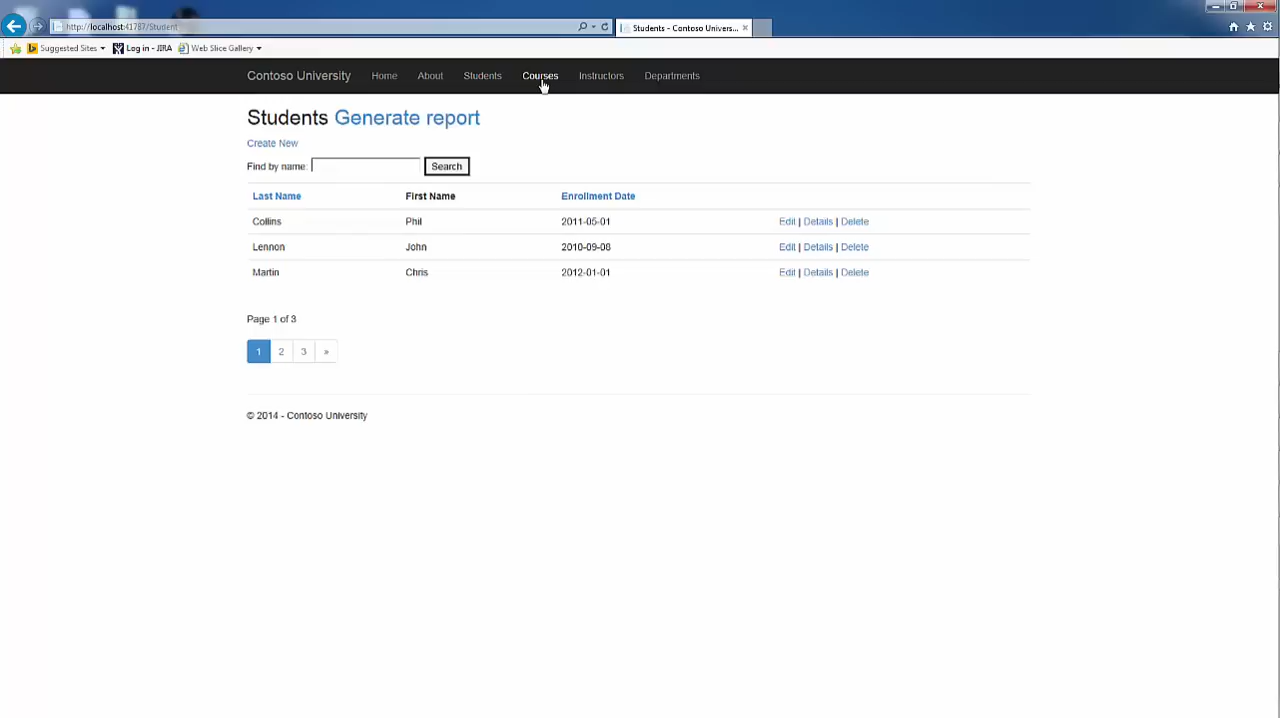 http://localhost:41787/Student
Students - Contoso Univers...
Suggested Sites
Log in - JIRA
Web Slice Gallery
Contoso University Home About Students Courses Instructors Departments
Students Generate report
Create New
Find by name: Search
Last Name First Name Enrollment Date
Collins Phil 2011-05-01 Edit | Details | Delete
Lennon John 2010-09-08 Edit | Details | Delete
Martin Chris 2012-01-01 Edit | Details | Delete
Page 1 of 3
1 2 3 »
© 2014 - Contoso University